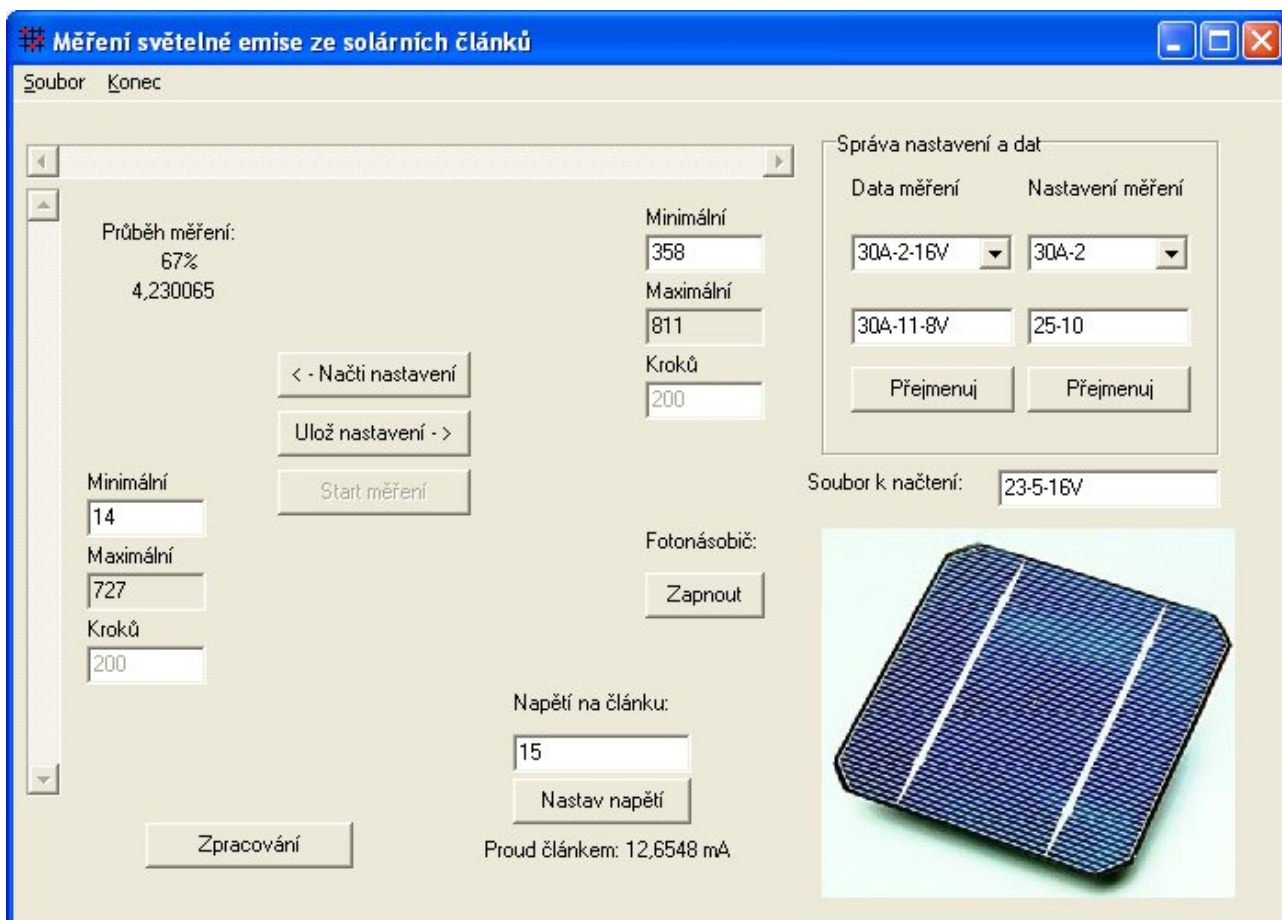 Měření světelné emise ze solárních článků
Soubor Konec
Průběh měření:
67%
4,230065
< - Načti nastavení
Ulož nastavení - >
Start měření
Minimální
14
Maximální
727
Kroků
200
Minimální
358
Maximální
811
Kroků
200
Fotonásobič:
Zapnout
Napětí na článku:
15
Nastav napětí
Proud článkem: 12,6548 mA
Zpracování
Správa nastavení a dat
Data měření Nastavení měření
30A-2-16V 30A-2
30A-11-8V 25-10
Přejmenuj Přejmenuj
Soubor k načtení: 23-5-16V